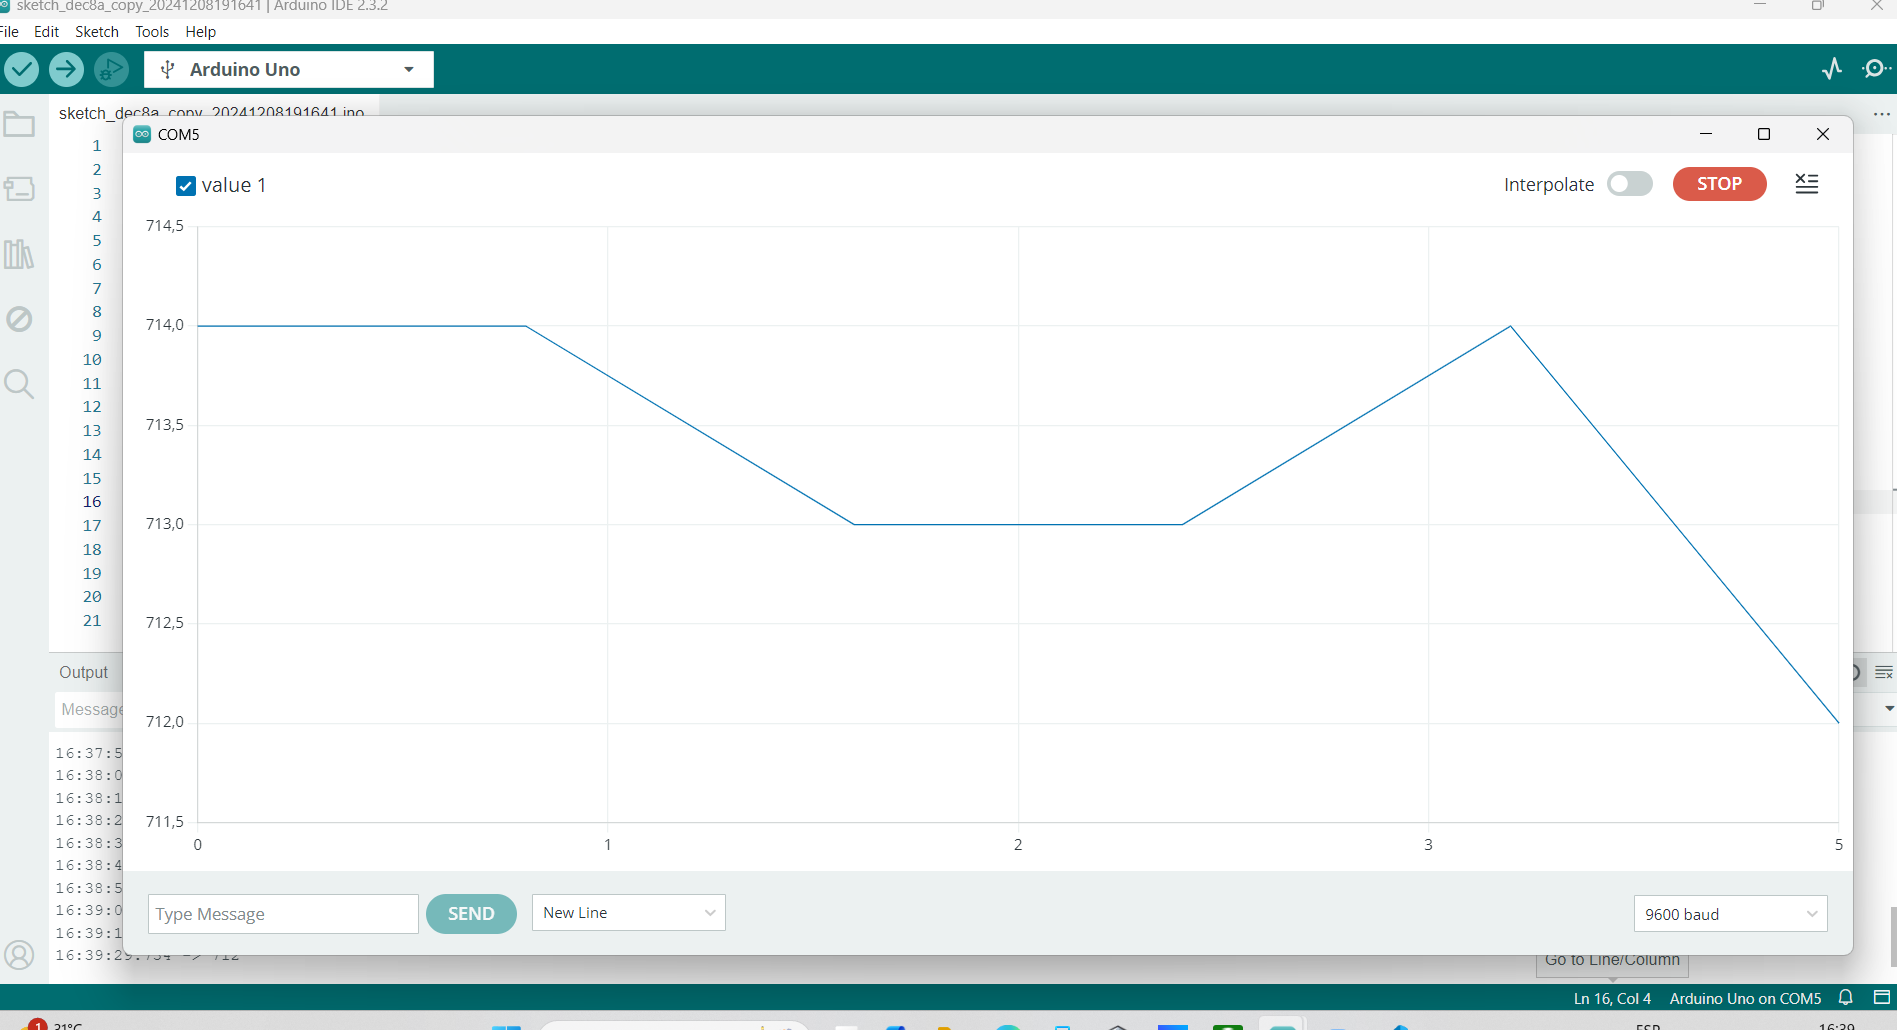 sketch_dec8a_copy_20241208191641 | Arduino IDE 2.3.2
File Edit Sketch Tools Help
Arduino Uno
sketch_dec8a_copy_20241208191641.ino
COM5
value 1
Interpolate
STOP
1
2
3
4
5
6
7
8
9
10
11
12
13
14
15
16
17
18
19
20
21
714,5
714,0
713,5
713,0
712,5
712,0
711,5
0 1 2 3 5
Output
Message
16:37:5
16:38:0
16:38:1
16:38:2
16:38:3
16:38:4
16:38:5
16:39:0
16:39:1
16:39:29.734 -> 712
Type Message
SEND
New Line
9600 baud
Go to Line/Column
Ln 16, Col 4 Arduino Uno on COM5
1
31°C
ESP
16:39